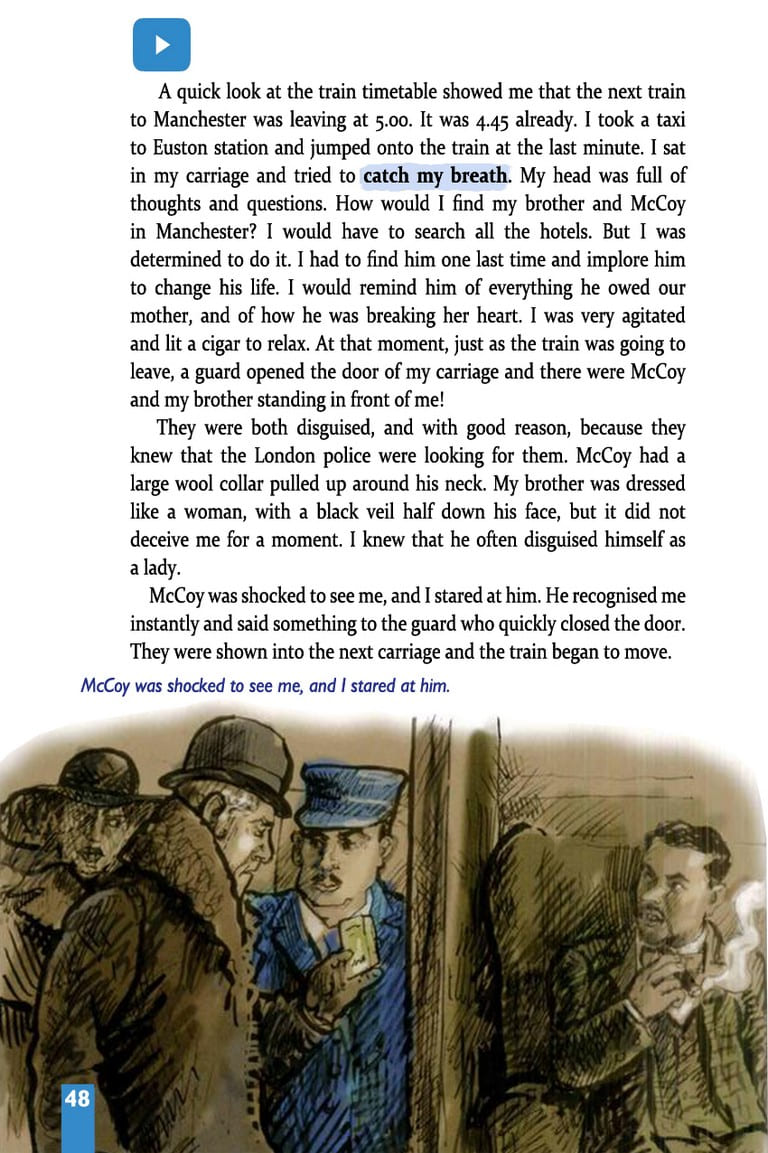 A quick look at the train timetable showed me that the next train
to Manchester was leaving at 5.00. It was 4.45 already. I took a taxi
to Euston station and jumped onto the train at the last minute. I sat
in my carriage and tried to catch my breath. My head was full of
thoughts and questions. How would I find my brother and McCoy
in Manchester? I would have to search all the hotels. But I was
determined to do it. I had to find him one last time and implore him
to change his life. I would remind him of everything he owed our
mother, and of how he was breaking her heart. I was very agitated
and lit a cigar to relax. At that moment, just as the train was going to
leave, a guard opened the door of my carriage and there were McCoy
and my brother standing in front of me!
They were both disguised, and with good reason, because they
knew that the London police were looking for them. McCoy had a
large wool collar pulled up around his neck. My brother was dressed
like a woman, with a black veil half down his face, but it did not
deceive me for a moment. I knew that he often disguised himself as
a lady.
McCoy was shocked to see me, and I stared at him. He recognised me
instantly and said something to the guard who quickly closed the door.
They were shown into the next carriage and the train began to move.
McCoy was shocked to see me, and I stared at him.
48